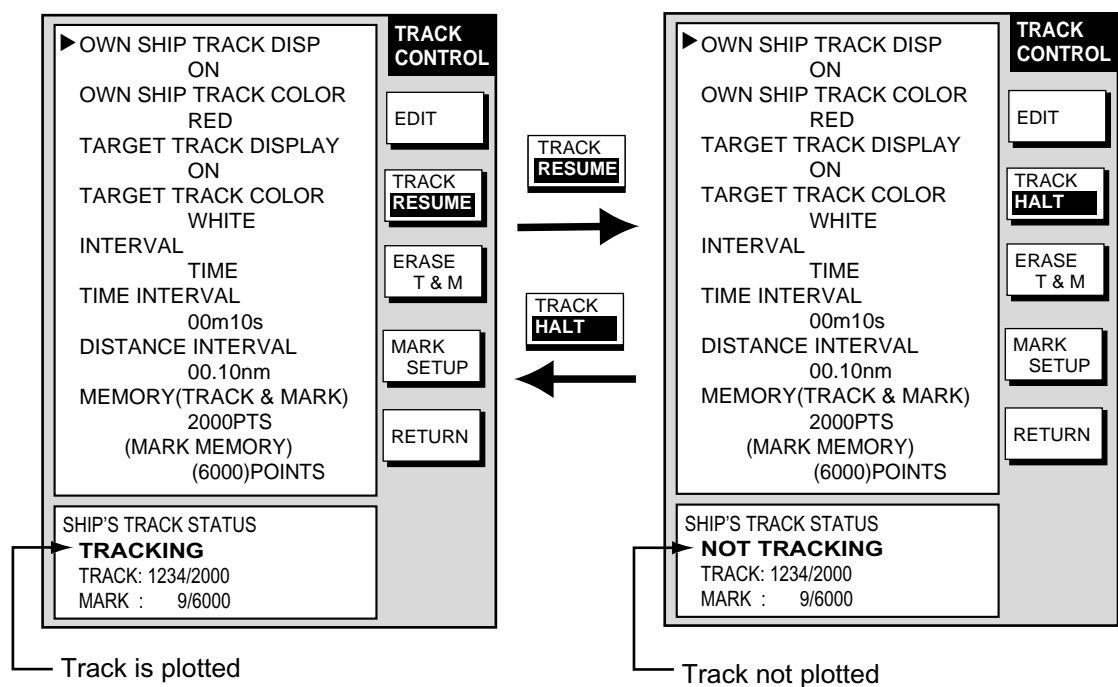 OWN SHIP TRACK DISP
ON
OWN SHIP TRACK COLOR
RED
TARGET TRACK DISPLAY
ON
TARGET TRACK COLOR
WHITE
INTERVAL
TIME
TIME INTERVAL
00m10s
DISTANCE INTERVAL
00.10nm
MEMORY(TRACK & MARK)
2000PTS
(MARK MEMORY)
(6000)POINTS
TRACK
CONTROL
EDIT
TRACK
RESUME
ERASE
T & M
MARK
SETUP
RETURN
SHIP'S TRACK STATUS
TRACKING
TRACK: 1234/2000
MARK : 9/6000
Track is plotted
TRACK
RESUME
TRACK
HALT
OWN SHIP TRACK DISP
ON
OWN SHIP TRACK COLOR
RED
TARGET TRACK DISPLAY
ON
TARGET TRACK COLOR
WHITE
INTERVAL
TIME
TIME INTERVAL
00m10s
DISTANCE INTERVAL
00.10nm
MEMORY(TRACK & MARK)
2000PTS
(MARK MEMORY)
(6000)POINTS
TRACK
CONTROL
EDIT
TRACK
HALT
ERASE
T & M
MARK
SETUP
RETURN
SHIP'S TRACK STATUS
NOT TRACKING
TRACK: 1234/2000
MARK : 9/6000
Track not plotted